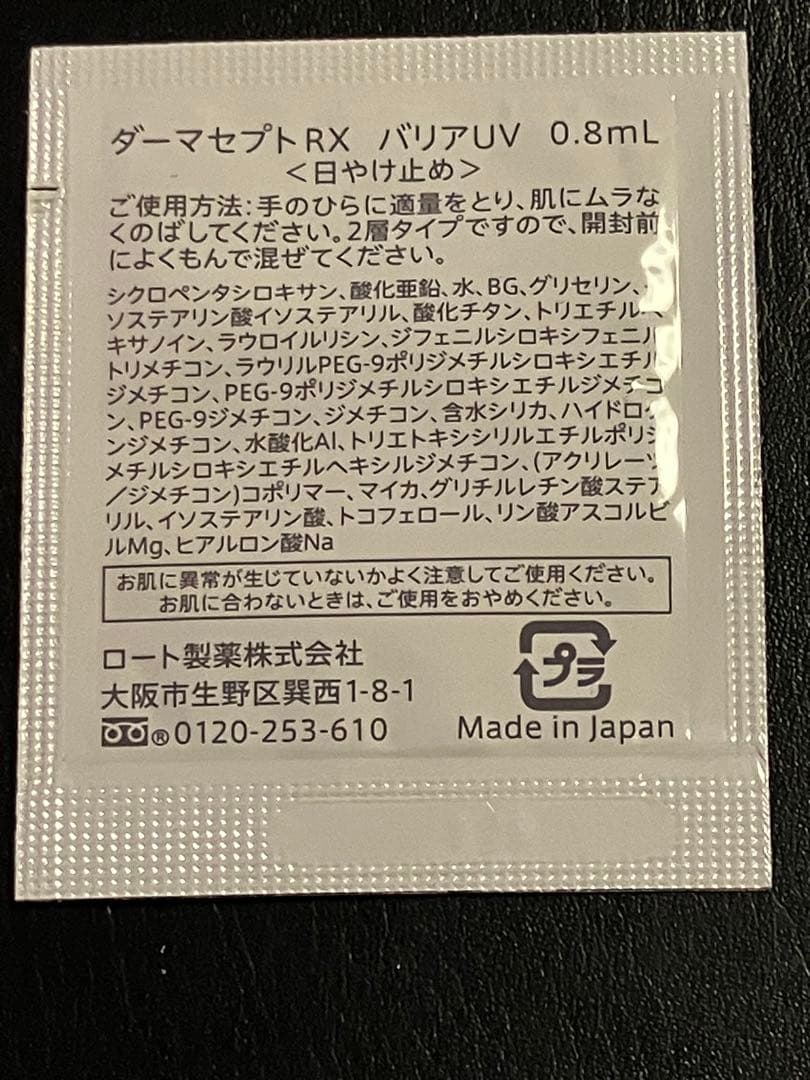 ダーマセプトRX バリアUV 0.8mL
＜日やけ止め＞
ご使用方法:手のひらに適量をとり、肌にムラな
くのばしてください。2層タイプですので、開封前
によくもんで混ぜてください。
シクロペンタシロキサン、酸化亜鉛、水、BG、グリセリン、イ
ソステアリン酸イソステアリル、酸化チタン、トリエチルヘ
キサノイン、ラウロイルリシン、ジフェニルシロキシフェニル
トリメチコン、ラウリルPEG-9ポリジメチルシロキシエチル
ジメチコン、PEG-9ポリジメチルシロキシエチルジメチコ
ン、PEG-9ジメチコン、ジメチコン、含水シリカ、ハイドロゲ
ンジメチコン、水酸化Al、トリエトキシシリルエチルポリジ
メチルシロキシエチルヘキシルジメチコン、(アクリレーツ
／ジメチコン)コポリマー、マイカ、グリチルレチン酸ステア
リル、イソステアリン酸、トコフェロール、リン酸アスコルビ
ルMg、ヒアルロン酸Na
お肌に異常が生じていないかよく注意してご使用ください。
お肌に合わないときは、ご使用をおやめください。
ロート製薬株式会社
大阪市生野区巽西1-8-1
®0120-253-610
プラ
Made in Japan